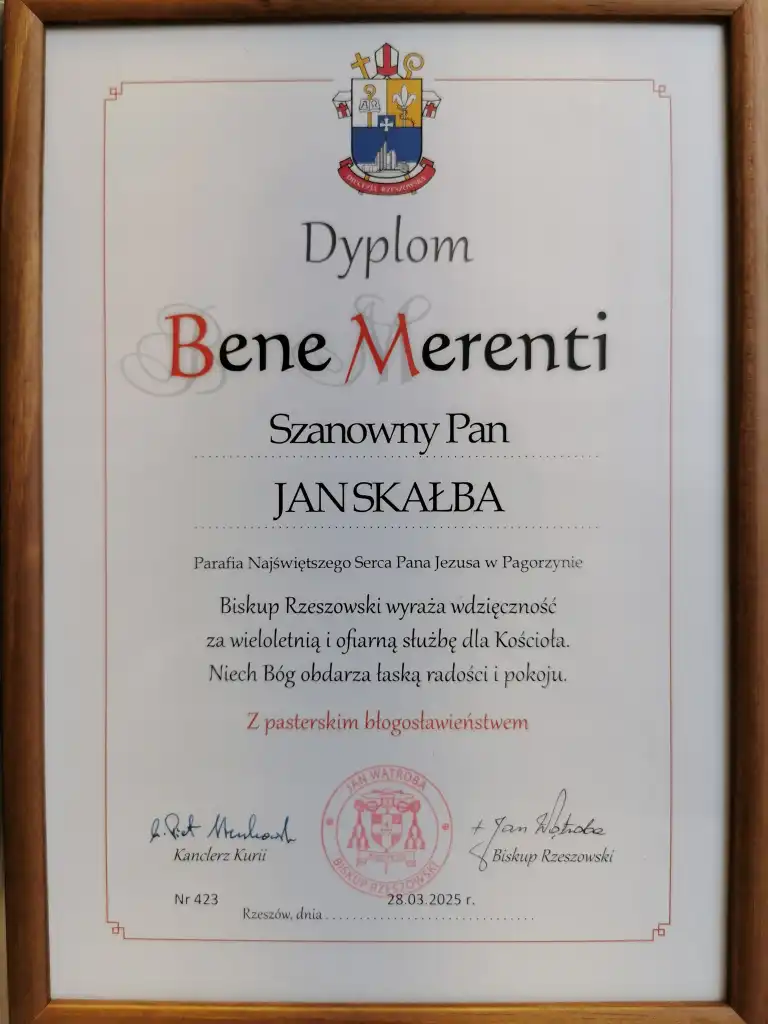 DIECEZJA RZESZOWSKA
Dyplom
Bene Merenti
Szanowny Pan
JAN SKAŁBA
Parafia Najświętszego Serca Pana Jezusa w Pagorzynie
Biskup Rzeszowski wyraża wdzięczność
za wieloletnią i ofiarną służbę dla Kościoła.
Niech Bóg obdarza łaską radości i pokoju.
Z pasterskim błogosławieństwem
JAN WĄTROBA
BISKUP RZESZOWSKI
+ Jan Wątroba
Kanclerz Kurii
Biskup Rzeszowski
Nr 423
Rzeszów, dnia 28.03.2025 r.